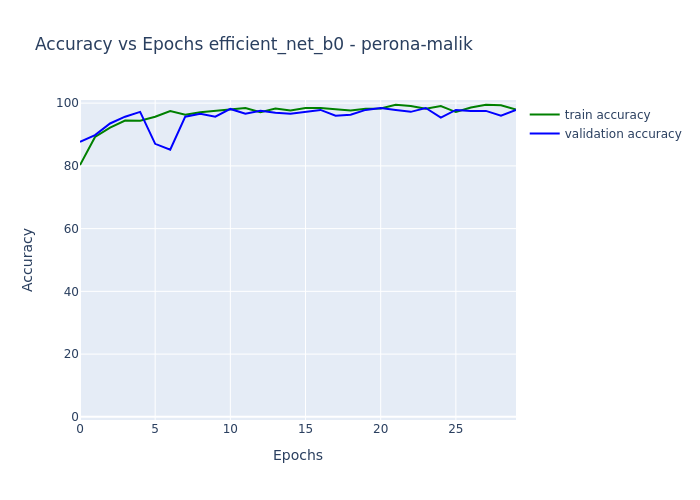 Accuracy vs Epochs efficient_net_b0 - perona-malik
100
80
60
40
20
0
Accuracy
0 5 10 15 20 25
Epochs
train accuracy
validation accuracy